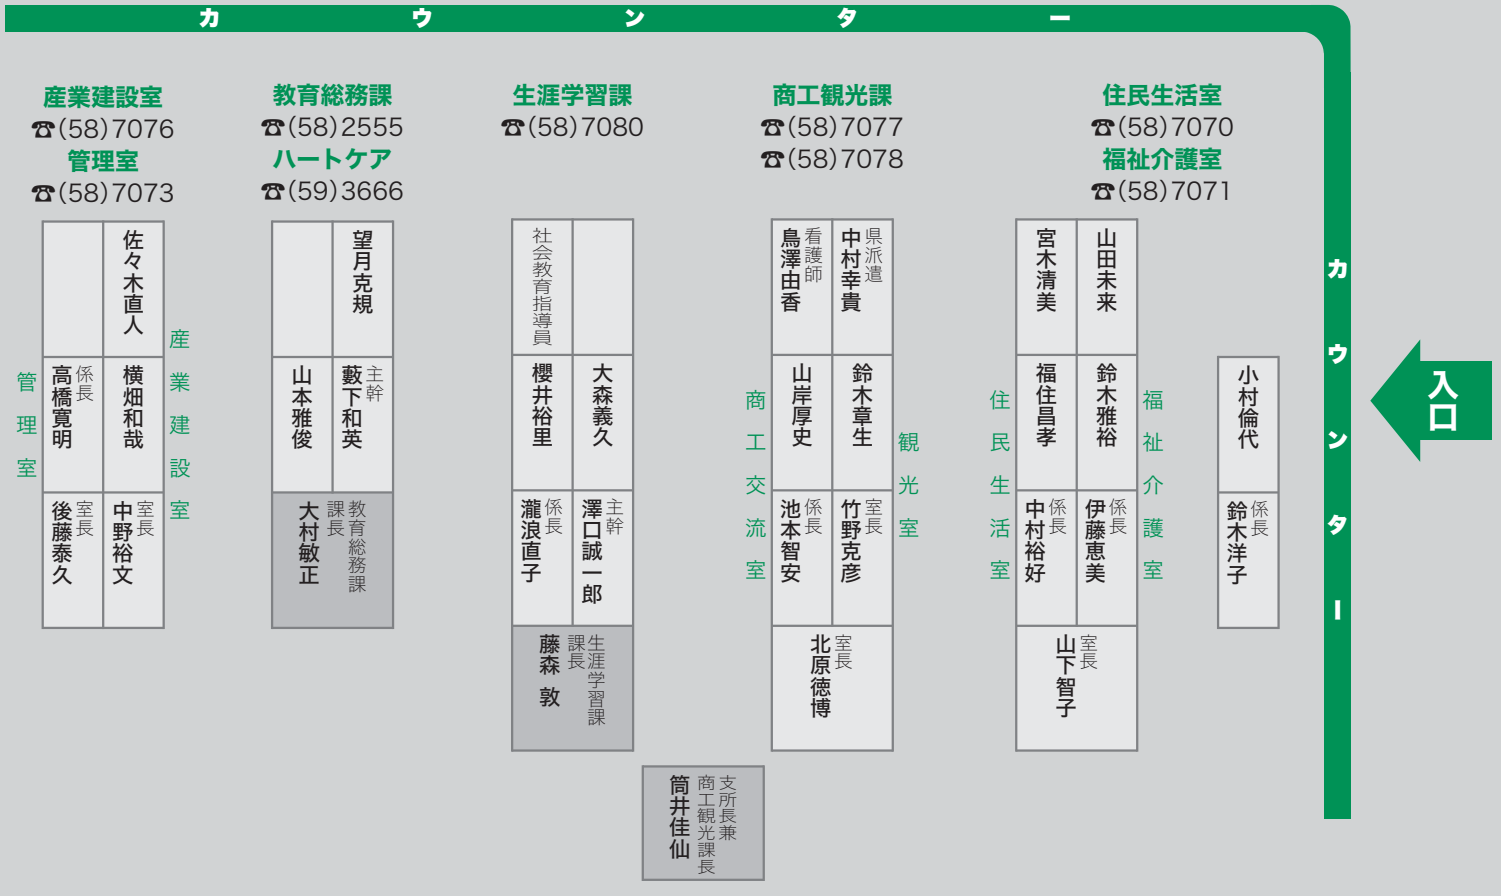 カウンター
産業建設室
☎(58)7076
管理室
☎(58)7073
教育総務課
☎(58)2555
ハートケア
☎(59)3666
生涯学習課
☎(58)7080
商工観光課
☎(58)7077
☎(58)7078
住民生活室
☎(58)7070
福祉介護室
☎(58)7071
カウンター
入口
産業建設室
佐々木直人
横畑和哉
室長
中野裕文
管理室
係長
高橋寛明
室長
後藤泰久
望月克規
主幹
藪下和英
山本雅俊
教育総務課
課長
大村敏正
社会教育指導員
大森義久
櫻井裕里
主幹
澤口誠一郎
係長
瀧浪直子
生涯学習課
課長
藤森 敦
県派遣
中村幸貴
看護師
鳥澤由香
鈴木章生
山岸厚史
観光室
室長
竹野克彦
商工交流室
係長
池本智安
室長
北原徳博
支所長兼
商工観光課長
筒井佳仙
山田未来
宮木清美
鈴木雅裕
福住昌孝
福祉介護室
係長
伊藤恵美
住民生活室
係長
中村裕好
室長
山下智子
小村倫代
係長
鈴木洋子